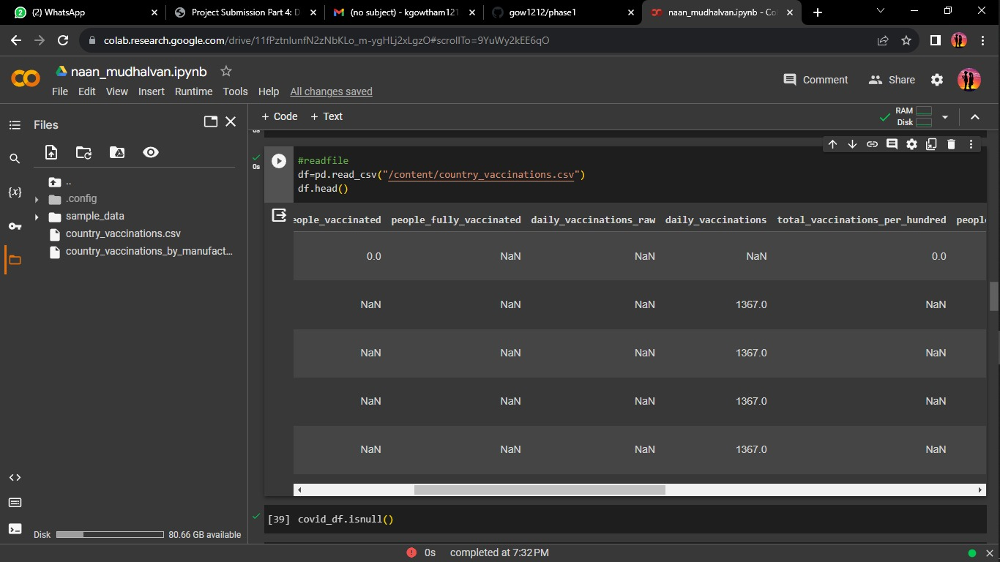 (2) WhatsApp
Project Submission Part 4: D
(no subject) - kgowtham121
gow1212/phase1
naan_mudhalvan.ipynb - Co
colab.research.google.com/drive/11fPztnlunfN2zNbKLo_m-ygHLj2xLgzO#scrollTo=9YuWy2kEE6qO
naan_mudhalvan.ipynb
File Edit View Insert Runtime Tools Help All changes saved
Comment
Share
Files
+ Code + Text
RAM
Disk
..
.config
sample_data
country_vaccinations.csv
country_vaccinations_by_manufact...
{x}
0s
#readfile
df=pd.read_csv("/content/country_vaccinations.csv")
df.head()
eople_vaccinated people_fully_vaccinated daily_vaccinations_raw daily_vaccinations total_vaccinations_per_hundred peopl
0.0 NaN NaN NaN 0.0
NaN NaN NaN 1367.0 NaN
NaN NaN NaN 1367.0 NaN
NaN NaN NaN 1367.0 NaN
NaN NaN NaN 1367.0 NaN
[39] covid_df.isnull()
Disk 80.66 GB available
0s completed at 7:32 PM